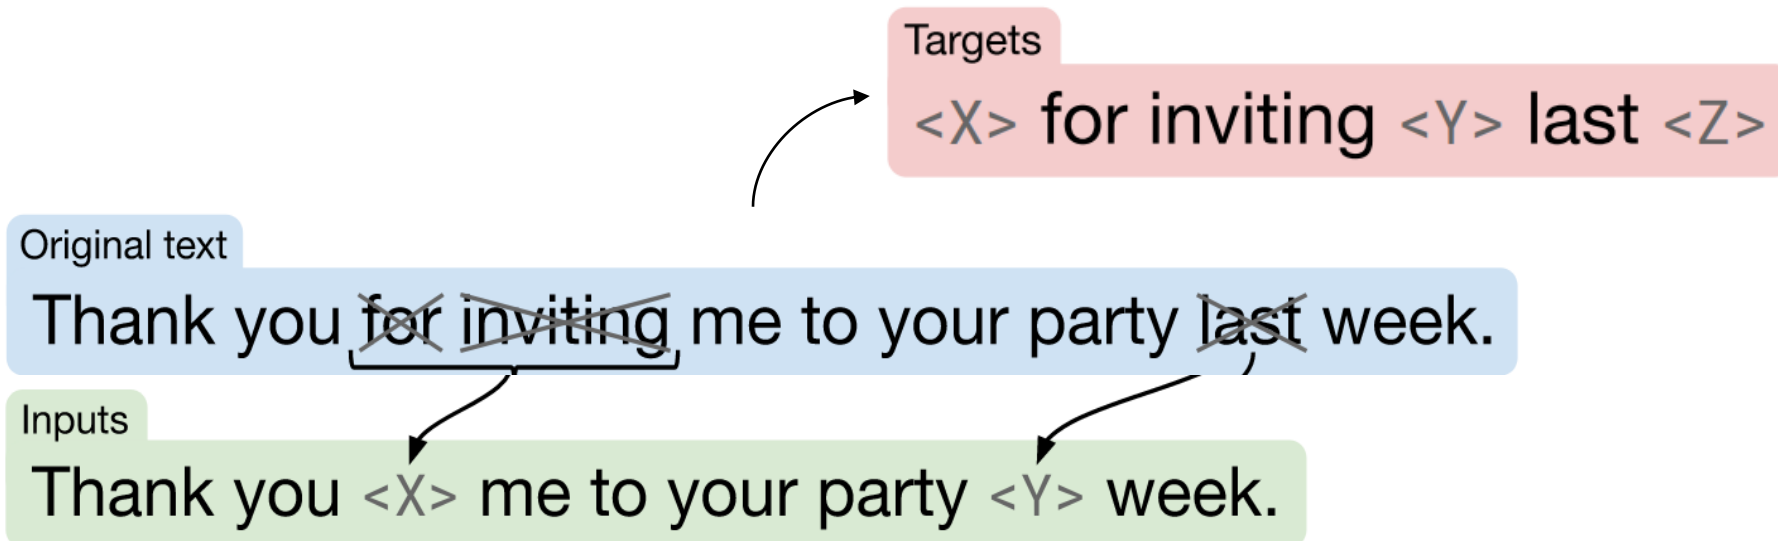 Targets
<X> for inviting <Y> last <Z>
Original text
Thank you for inviting me to your party last week.
Inputs
Thank you <X> me to your party <Y> week.